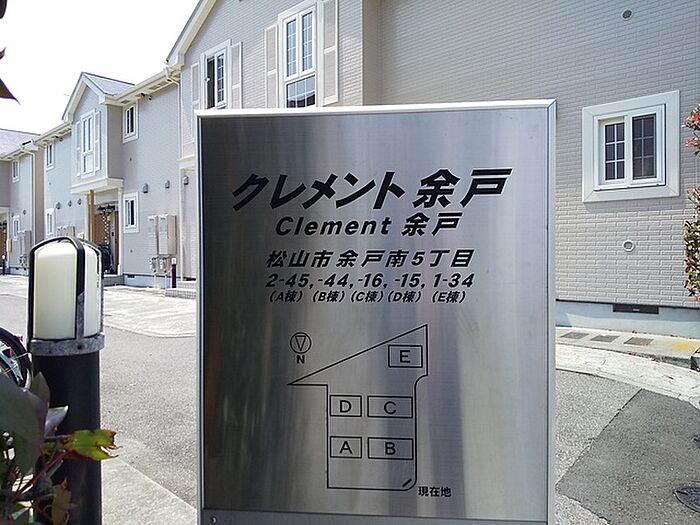 クレメント余戸
Clement 余戸
松山市余戸南5丁目
2-45,-44,-16,-15,1-34
(A棟) (B棟) (C棟) (D棟) (E棟)
N
E
D C
A B
現在地